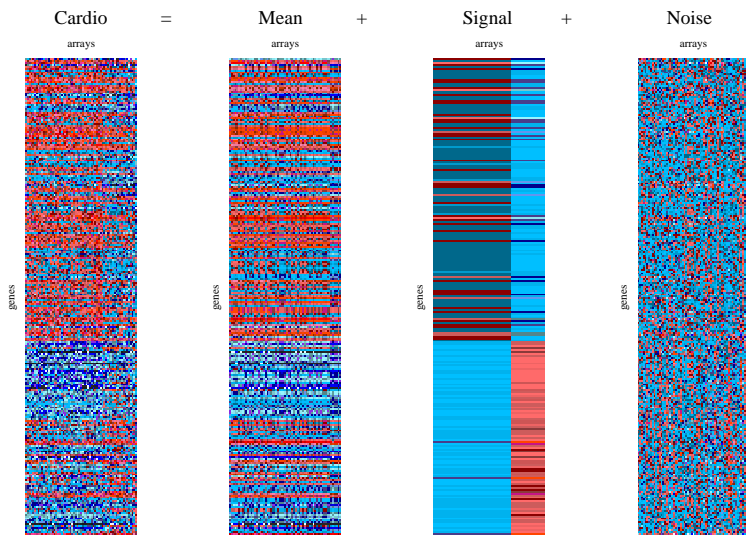 Cardio = Mean + Signal + Noise
arrays arrays arrays arrays
genes genes genes genes